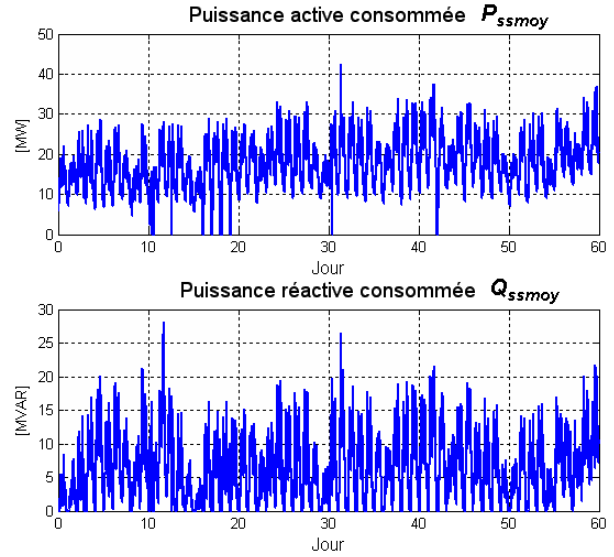 Puissance active consommée P_ssmoy
50
40
30
20
10
0
[MW]
0 10 20 30 40 50 60
Jour
Puissance réactive consommée Q_ssmoy
30
25
20
15
10
5
0
[MVAR]
0 10 20 30 40 50 60
Jour